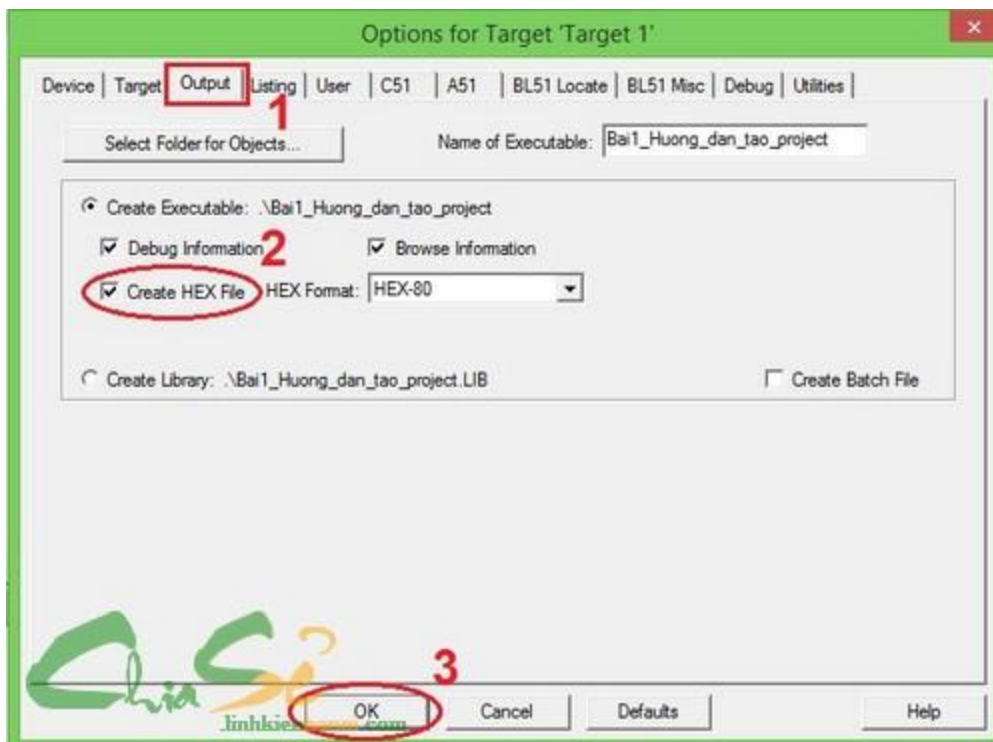 Options for Target 'Target 1'
Device Target Output Listing User C51 A51 BL51 Locate BL51 Misc Debug Utilities
1
Select Folder for Objects... Name of Executable: Bai1_Huong_dan_tao_project
Create Executable: .\Bai1_Huong_dan_tao_project
Debug Information 2 Browse Information
Create HEX File HEX Format: HEX-80
Create Library: .\Bai1_Huong_dan_tao_project.LIB Create Batch File
3
Chia Sẻ
OK Cancel Defaults Help